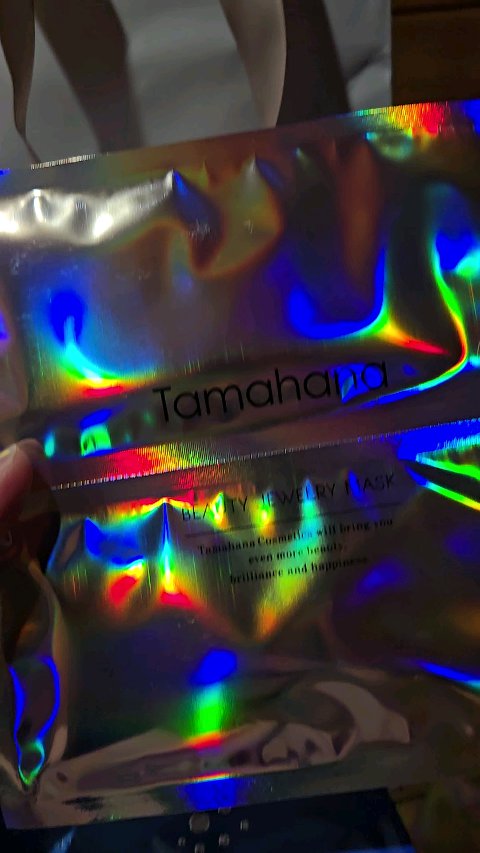 Tamahana
BEAUTY JEWELRY MASK
Tamahana Cosmetics will bring you
even more beauty,
brilliance and happiness.